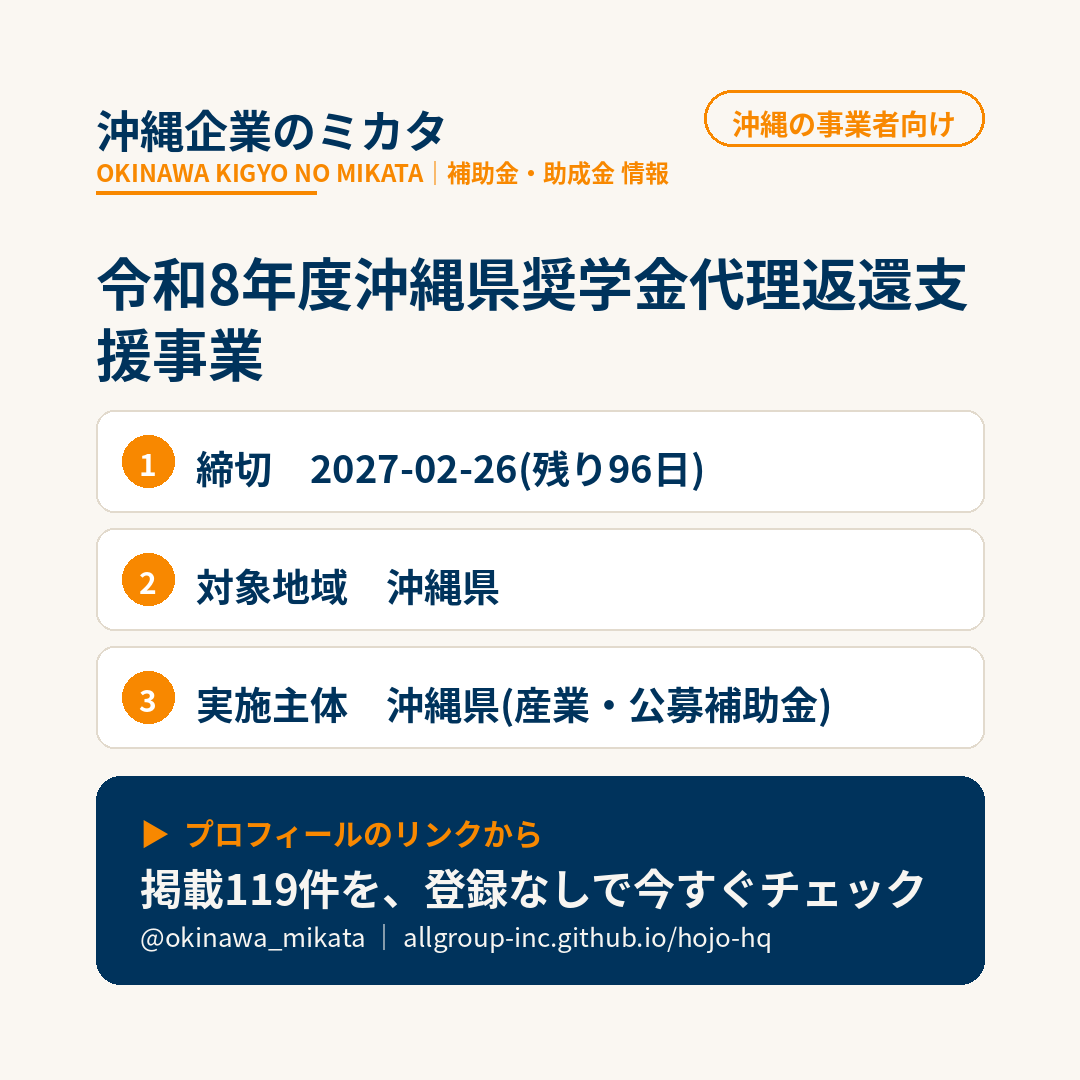 沖縄企業のミカタ
沖縄の事業者向け
OKINAWA KIGYO NO MIKATA｜補助金・助成金 情報
令和8年度沖縄県奨学金代理返還支
援事業
1 締切　2027-02-26(残り96日)
2 対象地域　沖縄県
3 実施主体　沖縄県(産業・公募補助金)
▶ プロフィールのリンクから
掲載119件を、登録なしで今すぐチェック
@okinawa_mikata｜allgroup-inc.github.io/hojo-hq